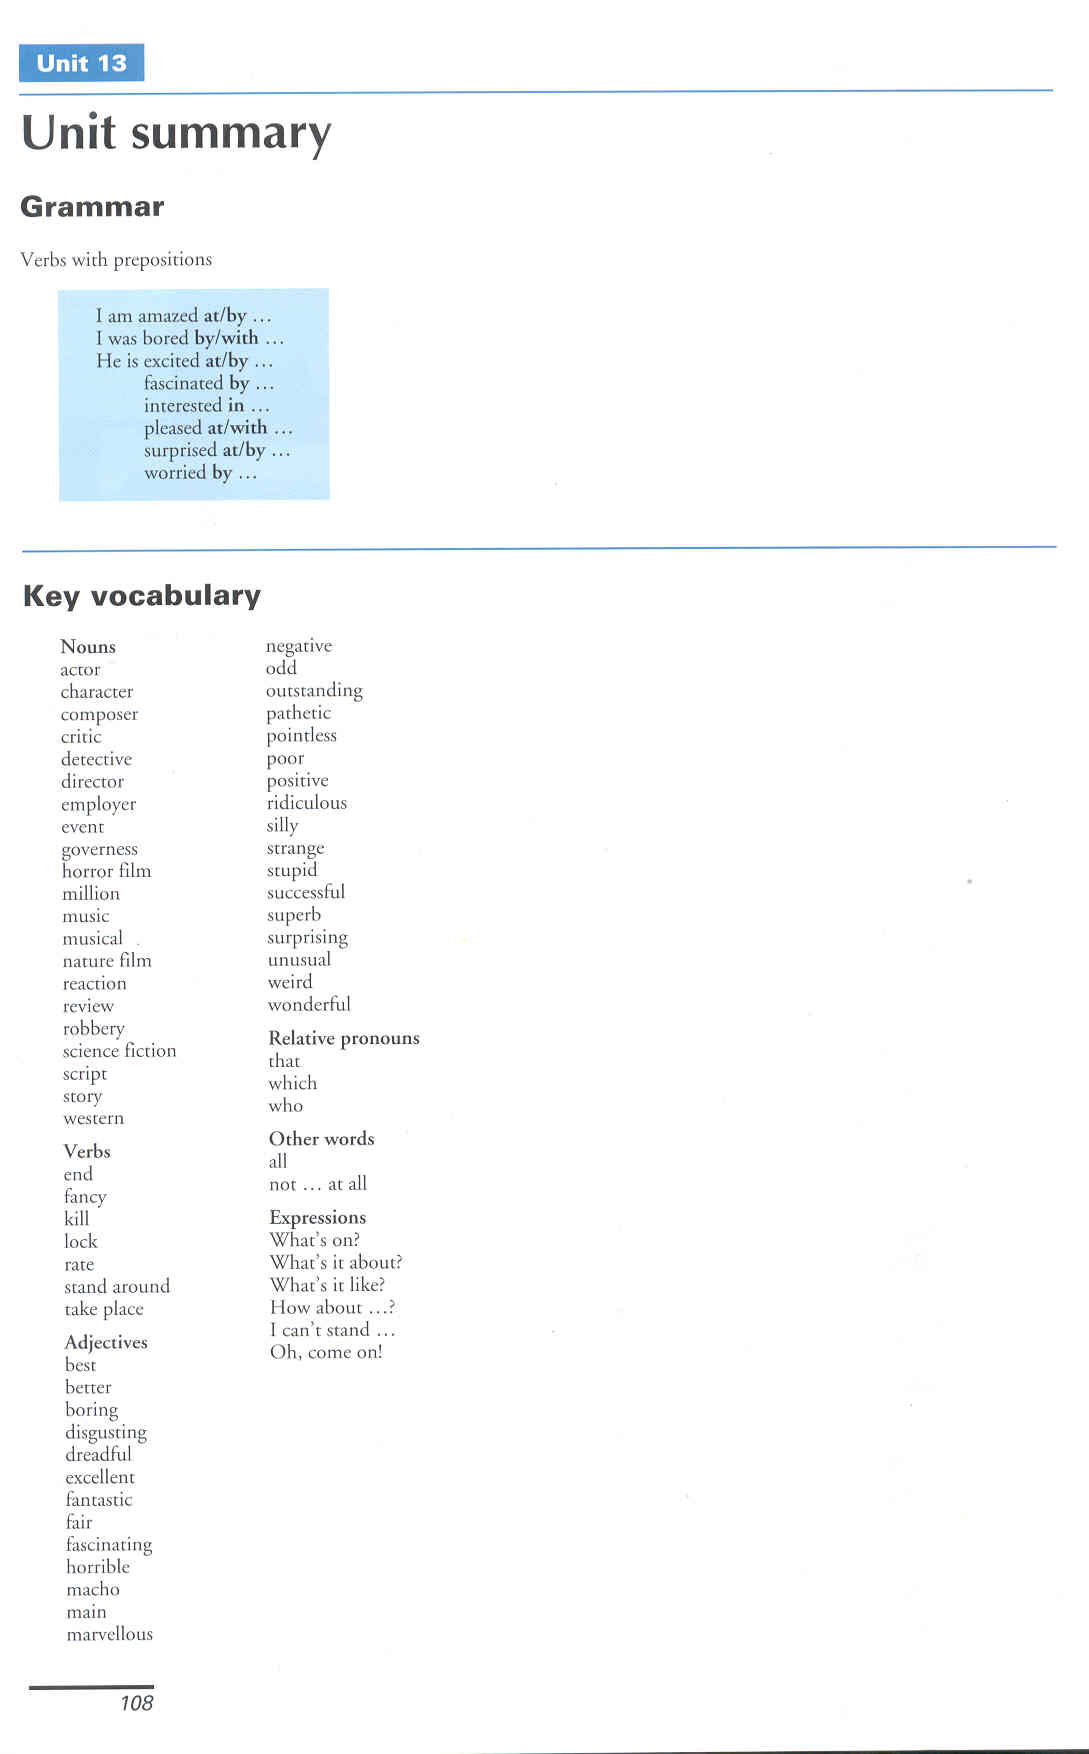 Unit 13
Unit summary
Grammar
Verbs with prepositions
I am amazed at/by ...
I was bored by/with ...
He is excited at/by ...
fascinated by ...
interested in ...
pleased at/with ...
surprised at/by ...
worried by ...
Key vocabulary
Nouns
actor
character
composer
critic
detective
director
employer
event
governess
horror film
million
music
musical
nature film
reaction
review
robbery
science fiction
script
story
western
Verbs
end
fancy
kill
lock
rate
stand around
take place
Adjectives
best
better
boring
disgusting
dreadful
excellent
fantastic
fair
fascinating
horrible
macho
main
marvellous
negative
odd
outstanding
pathetic
pointless
poor
positive
ridiculous
silly
strange
stupid
successful
superb
surprising
unusual
weird
wonderful
Relative pronouns
that
which
who
Other words
all
not ... at all
Expressions
What's on?
What's it about?
What's it like?
How about ...?
I can't stand ...
Oh, come on!
108